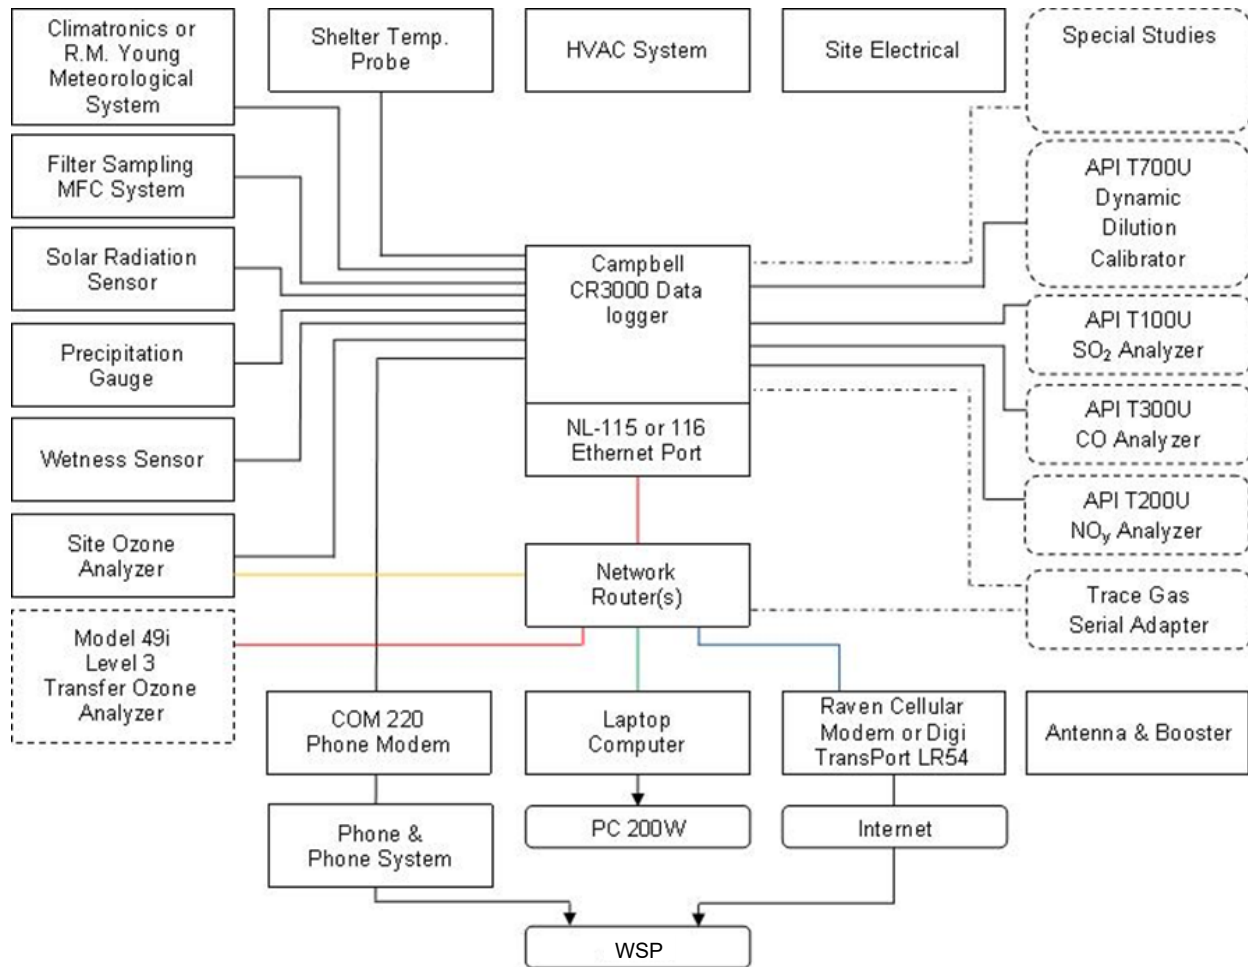 Climatronics or
R.M. Young
Meteorological
System
Shelter Temp.
Probe
HVAC System
Site Electrical
Special Studies
Filter Sampling
MFC System
API T700U
Dynamic
Dilution
Calibrator
Solar Radiation
Sensor
Campbell
CR3000 Data
logger
Precipitation
Gauge
API T100U
SO₂ Analyzer
NL-115 or 116
Ethernet Port
API T300U
CO Analyzer
Wetness Sensor
API T200U
NOy Analyzer
Site Ozone
Analyzer
Network
Router(s)
Trace Gas
Serial Adapter
Model 49i
Level 3
Transfer Ozone
Analyzer
COM 220
Phone Modem
Laptop
Computer
Raven Cellular
Modem or Digi
TransPort LR54
Antenna & Booster
Phone &
Phone System
PC 200W
Internet
WSP